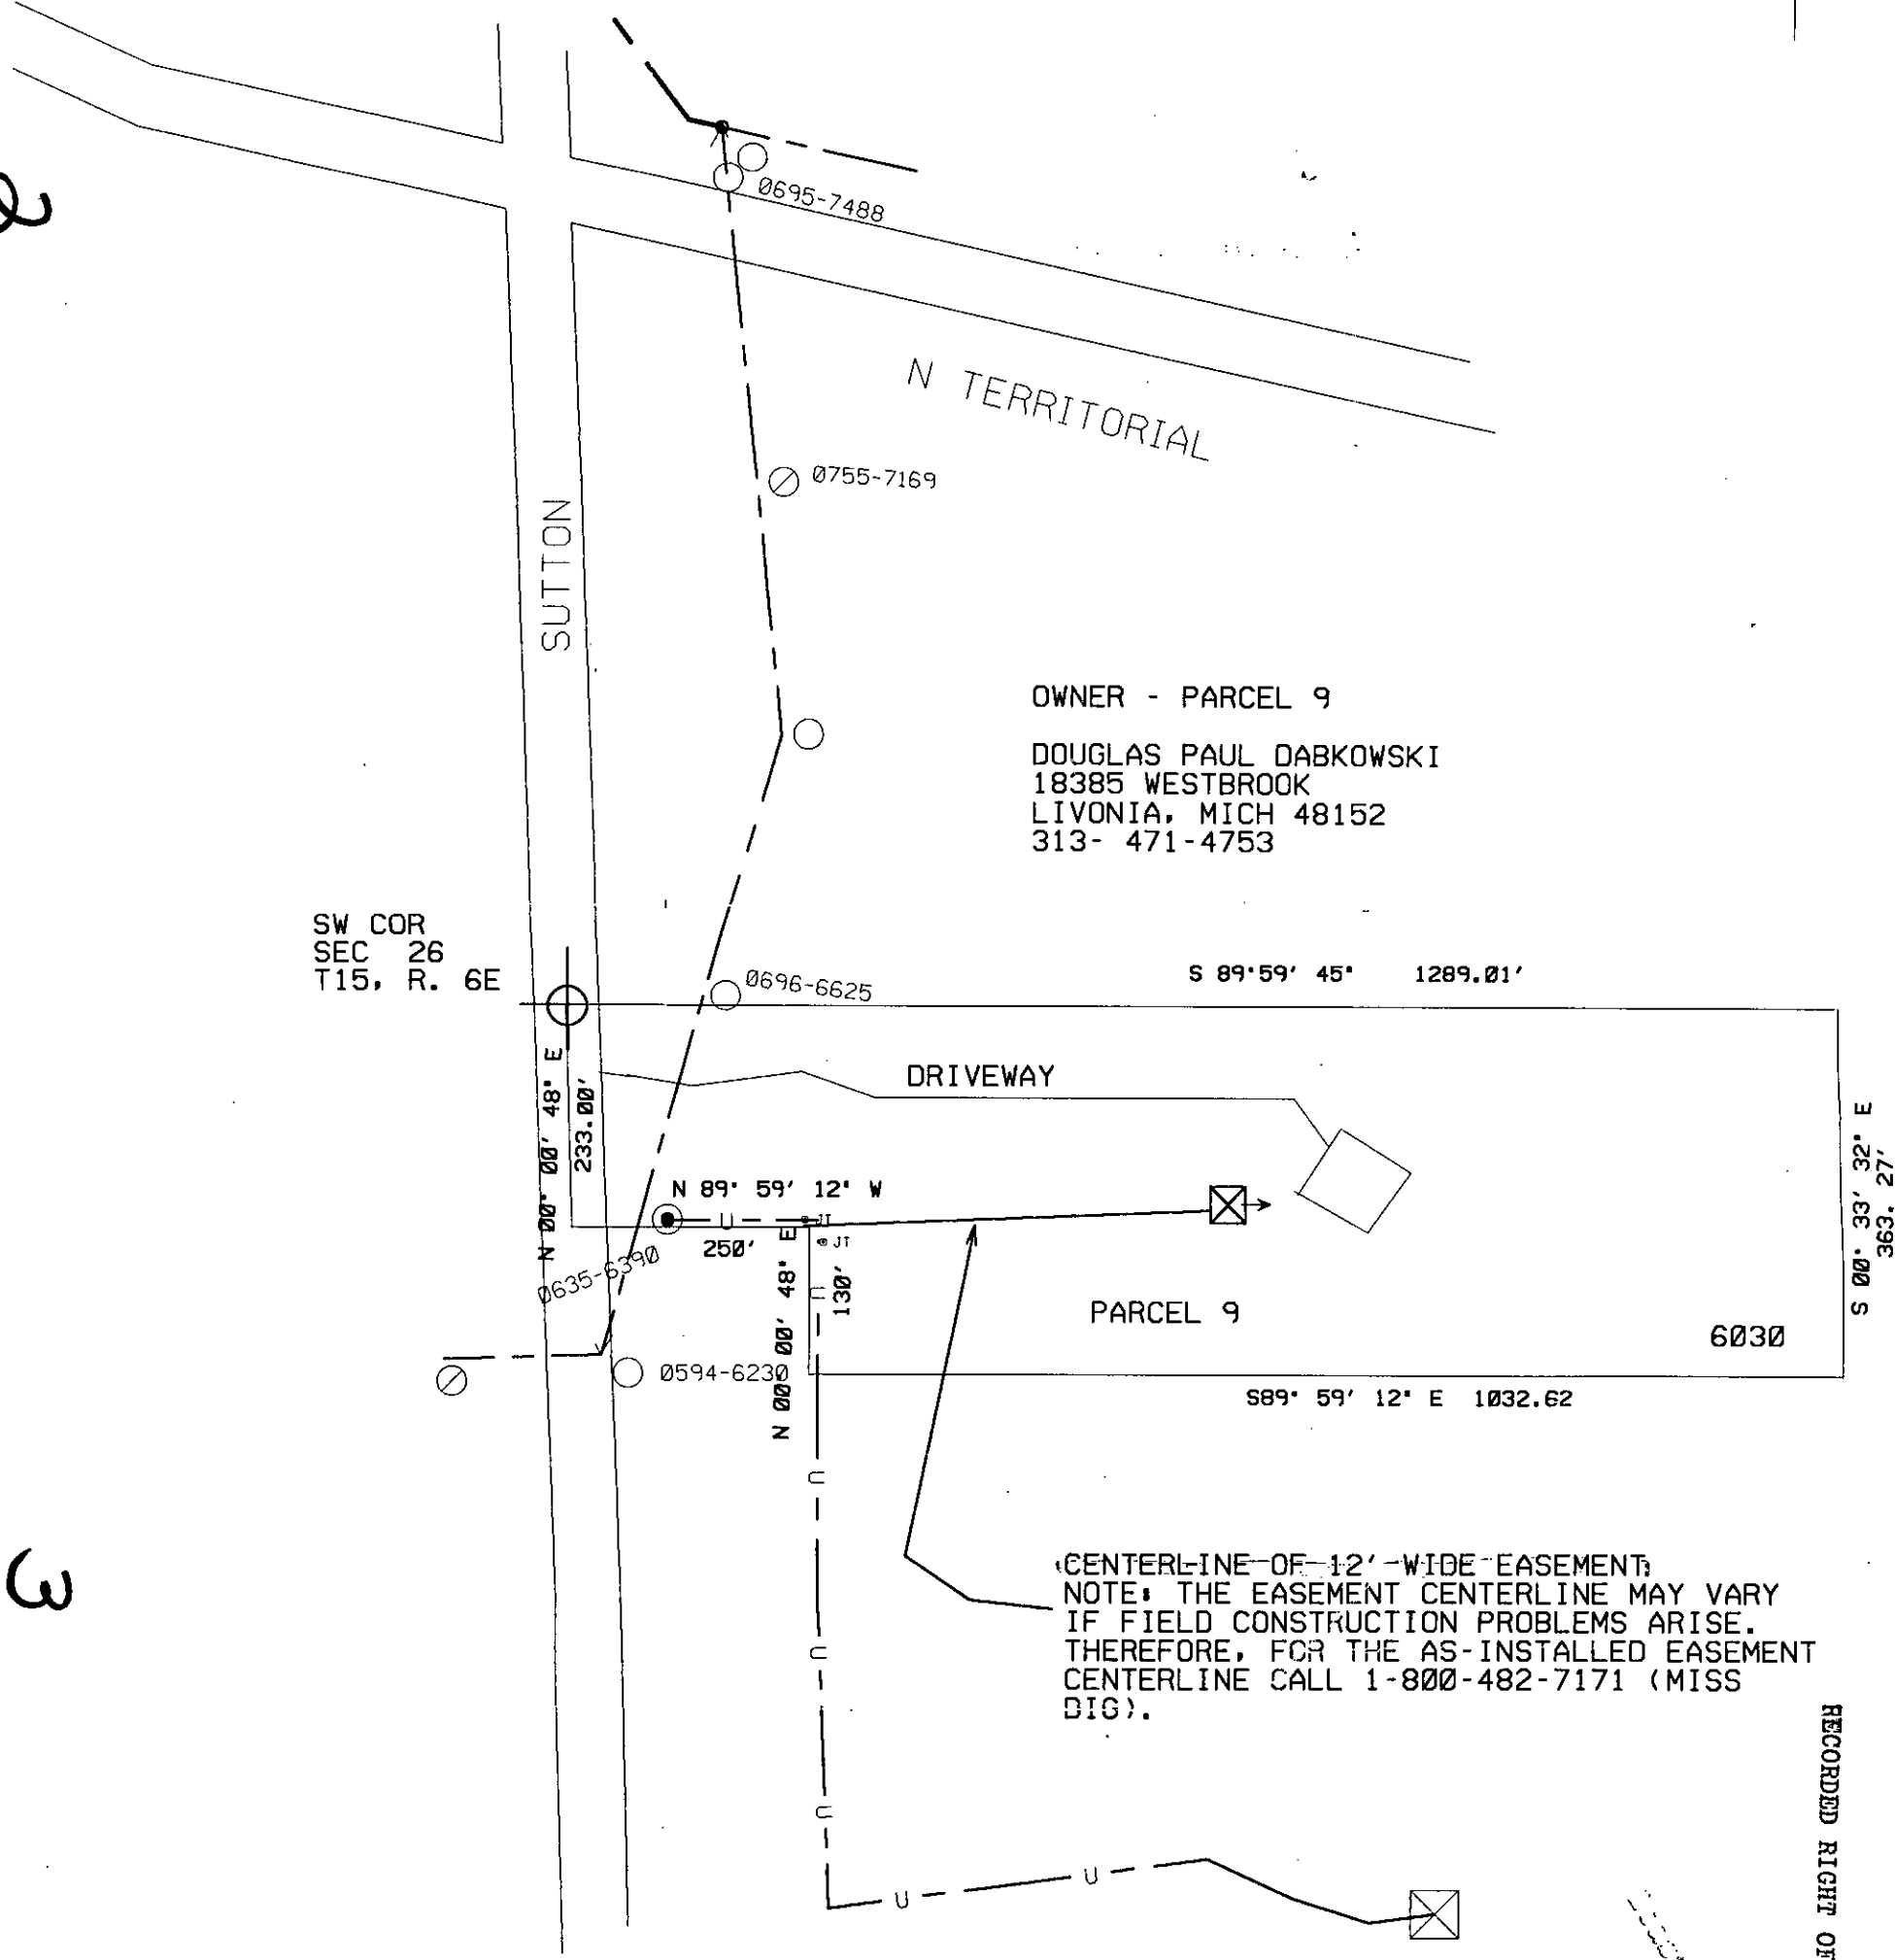 0695-7488
N TERRITORIAL
0755-7169
SUTTON
OWNER - PARCEL 9
DOUGLAS PAUL DABKOWSKI
18385 WESTBROOK
LIVONIA, MICH 48152
313- 471-4753
SW COR
SEC 26
T15, R. 6E
0696-6625
S 89°59' 45" 1289.01'
DRIVEWAY
N 00° 00' 48" E
233.00'
N 89° 59' 12" W
250'
JT
JT
0635-6390
N 00° 00' 48" E
130'
PARCEL 9
6030
S 00° 33' 32" E
363.27'
0594-6230
S89° 59' 12" E 1032.62
CENTERLINE OF 12' WIDE EASEMENT
NOTE: THE EASEMENT CENTERLINE MAY VARY
IF FIELD CONSTRUCTION PROBLEMS ARISE.
THEREFORE, FOR THE AS-INSTALLED EASEMENT
CENTERLINE CALL 1-800-482-7171 (MISS
DIG).
U
U
U
U
U
U
U
RECORDED RIGHT OF
3